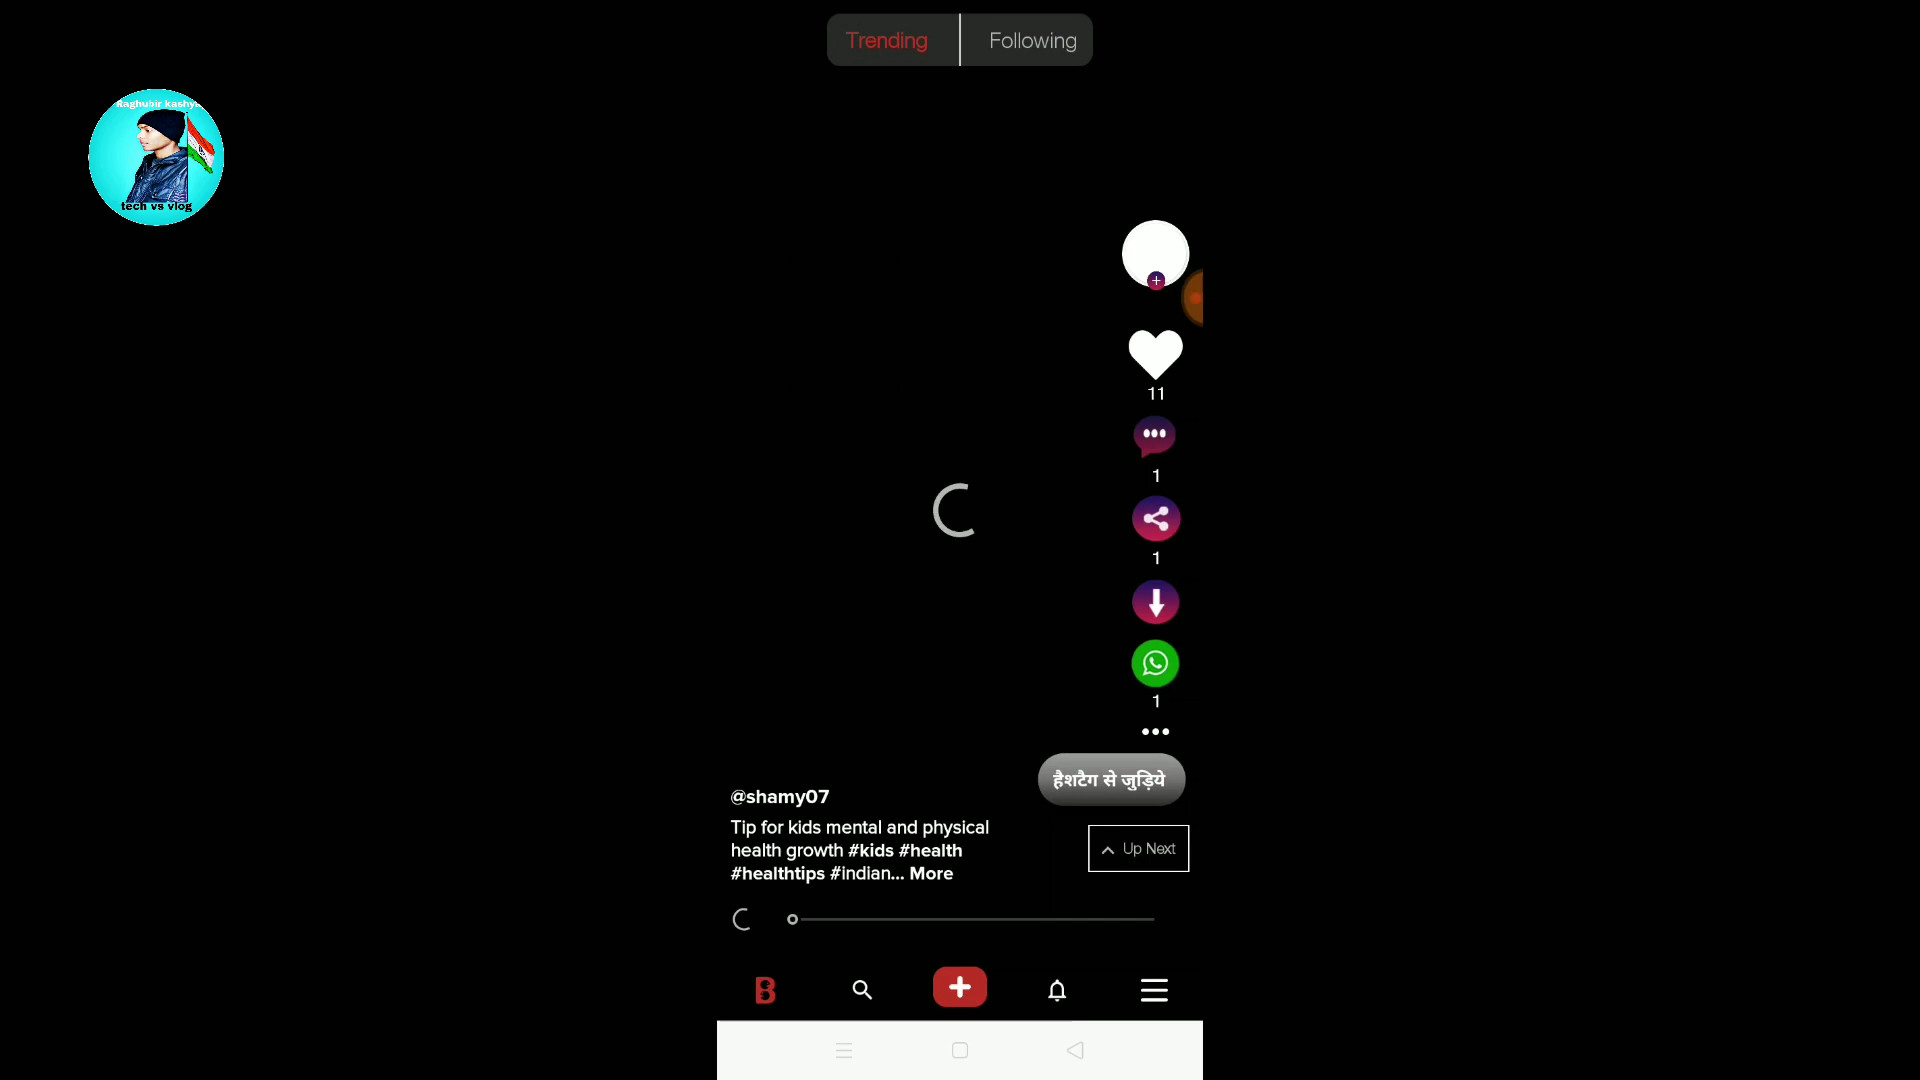 Trending
Following
Raghubir kashy
tech vs vlog
11
1
1
1
हैशटैग से जुड़िये
@shamy07
Tip for kids mental and physical
health growth #kids #health
#healthtips #indian... More
Up Next
B